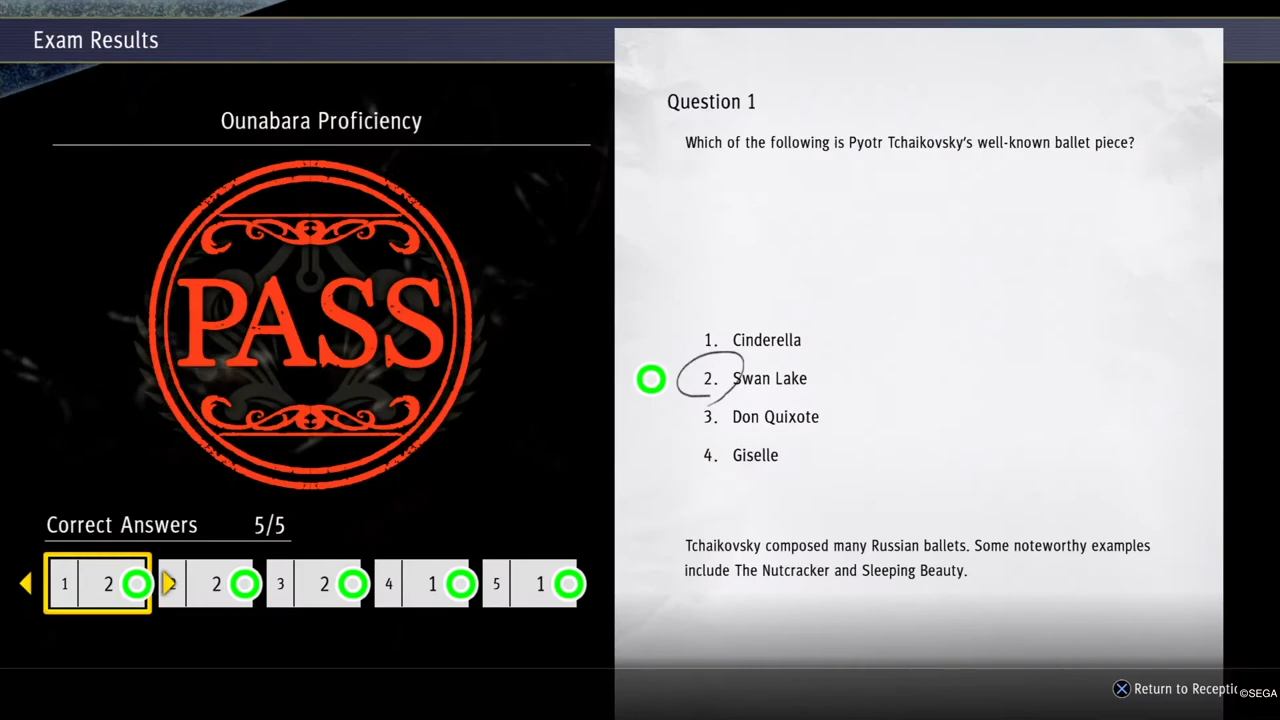 Exam Results
Ounabara Proficiency
PASS
Correct Answers 5/5
1 2 2 2 3 2 4 1 5 1
Question 1
Which of the following is Pyotr Tchaikovsky's well-known ballet piece?
1. Cinderella
2. Swan Lake
3. Don Quixote
4. Giselle
Tchaikovsky composed many Russian ballets. Some noteworthy examples
include The Nutcracker and Sleeping Beauty.
Return to Receptic
©SEGA